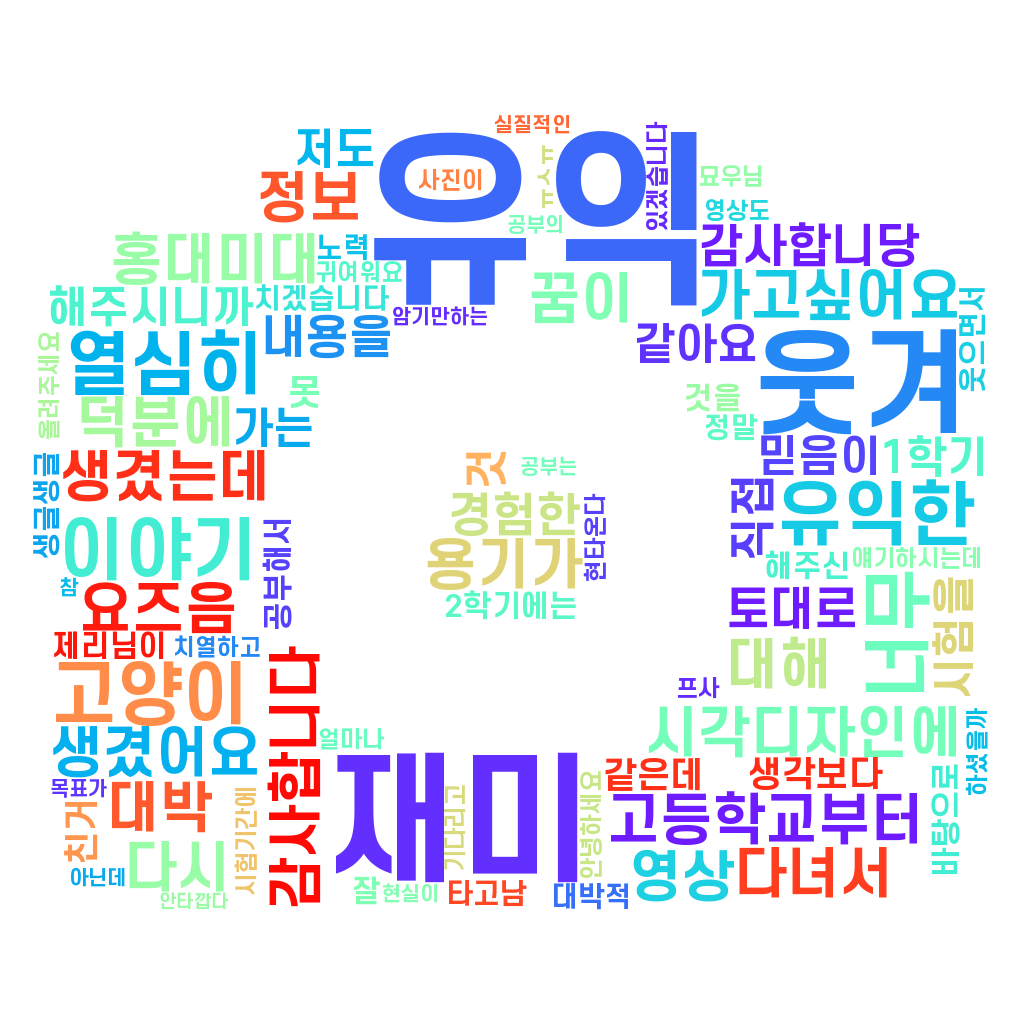 실질적인
저도
유익
사진이
ㅠㅅㅠ
있겠습니다
묘우님
정보
공부의
영상도
홍대미대
노력
감사합니당
귀여워요
해주시니까
치겠습니다
꿈이
가고싶어요
암기만하는
웃으면서
열심히
내용을
같아요
웃겨
올려주세요
못
것을
덕분에
가는
정말
믿음이
1학기
생글생글
생겼는데
것
공부는
직접
유익한
경험한
현타온다
이야기
공부해서
용기가
해주신
얘기하시는데
참
요즈음
2학기에는
토대로
너무
시험을
제리님이
치열하고
대해
고양이
감사합니다
프사
생겼어요
얼마나
시각디자인에
하셨을까
재미
같은데
생각보다
목표가
대박
시험기간에
기다리고
안녕하세요
고등학교부터
바탕으로
친거
다시
영상
다녀서
아닌데
잘
현실이
타고남
대박적
안타깝다